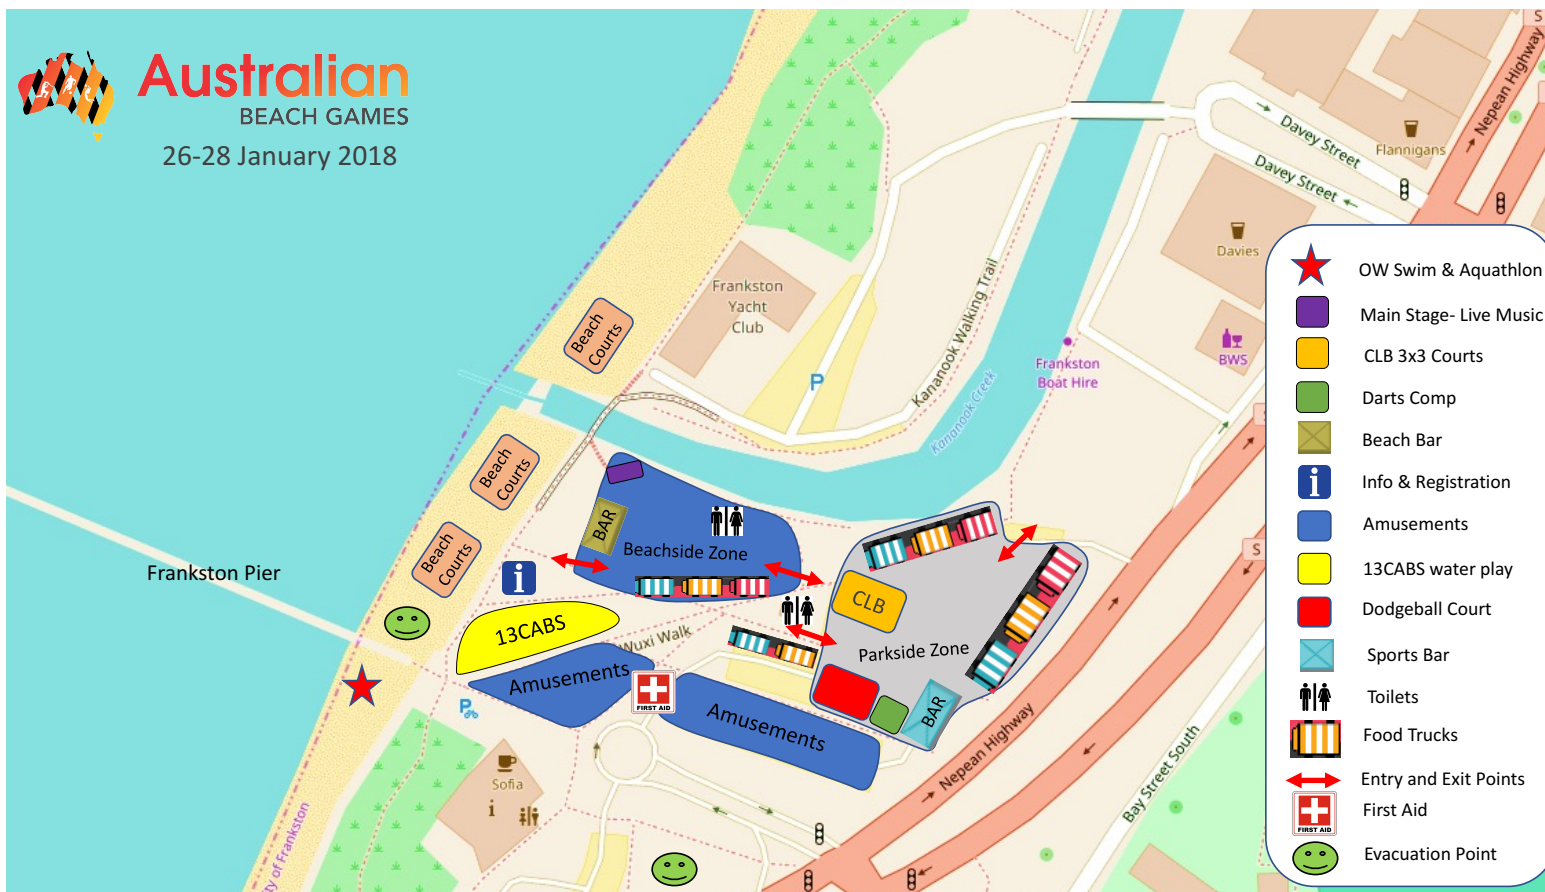 Australian
BEACH GAMES
26-28 January 2018
Nepean Highway
S
Flannigans
Davey Street
Davey Street
Davies
BWS
Frankston
Boat Hire
Kananook Walking Trail
Kananook Creek
Frankston
Yacht
Club
P
Beach
Courts
Beach
Courts
Beach
Courts
Frankston Pier
BAR
Beachside Zone
i
13CABS
Wuxi Walk
Amusements
FIRST AID
Amusements
CLB
Parkside Zone
BAR
P
Sofia
i
Nepean Highway
Bay Street South
S
S
ty of Frankston
OW Swim & Aquathlon
Main Stage- Live Music
CLB 3x3 Courts
Darts Comp
Beach Bar
i
Info & Registration
Amusements
13CABS water play
Dodgeball Court
Sports Bar
Toilets
Food Trucks
Entry and Exit Points
First Aid
FIRST AID
Evacuation Point